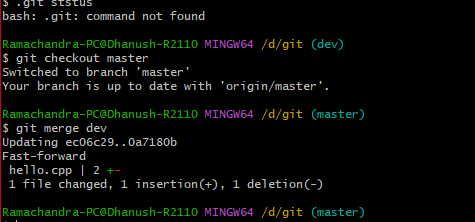 $ .git ststus
bash: .git: command not found
Ramachandra-PC@Dhanush-R2110 MINGW64 /d/git (dev)
$ git checkout master
Switched to branch 'master'
Your branch is up to date with 'origin/master'.
Ramachandra-PC@Dhanush-R2110 MINGW64 /d/git (master)
$ git merge dev
Updating ec06c29..0a7180b
Fast-forward
hello.cpp | 2 +-
1 file changed, 1 insertion(+), 1 deletion(-)
Ramachandra-PC@Dhanush-R2110 MINGW64 /d/git (master)